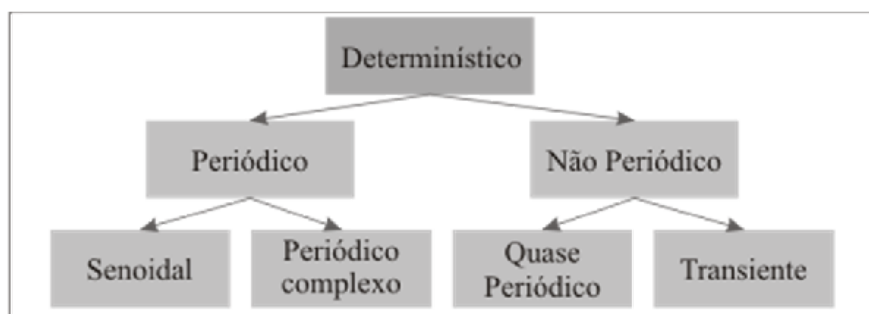 Determinístico
Periódico
Não Periódico
Senoidal
Periódico
complexo
Quase
Periódico
Transiente